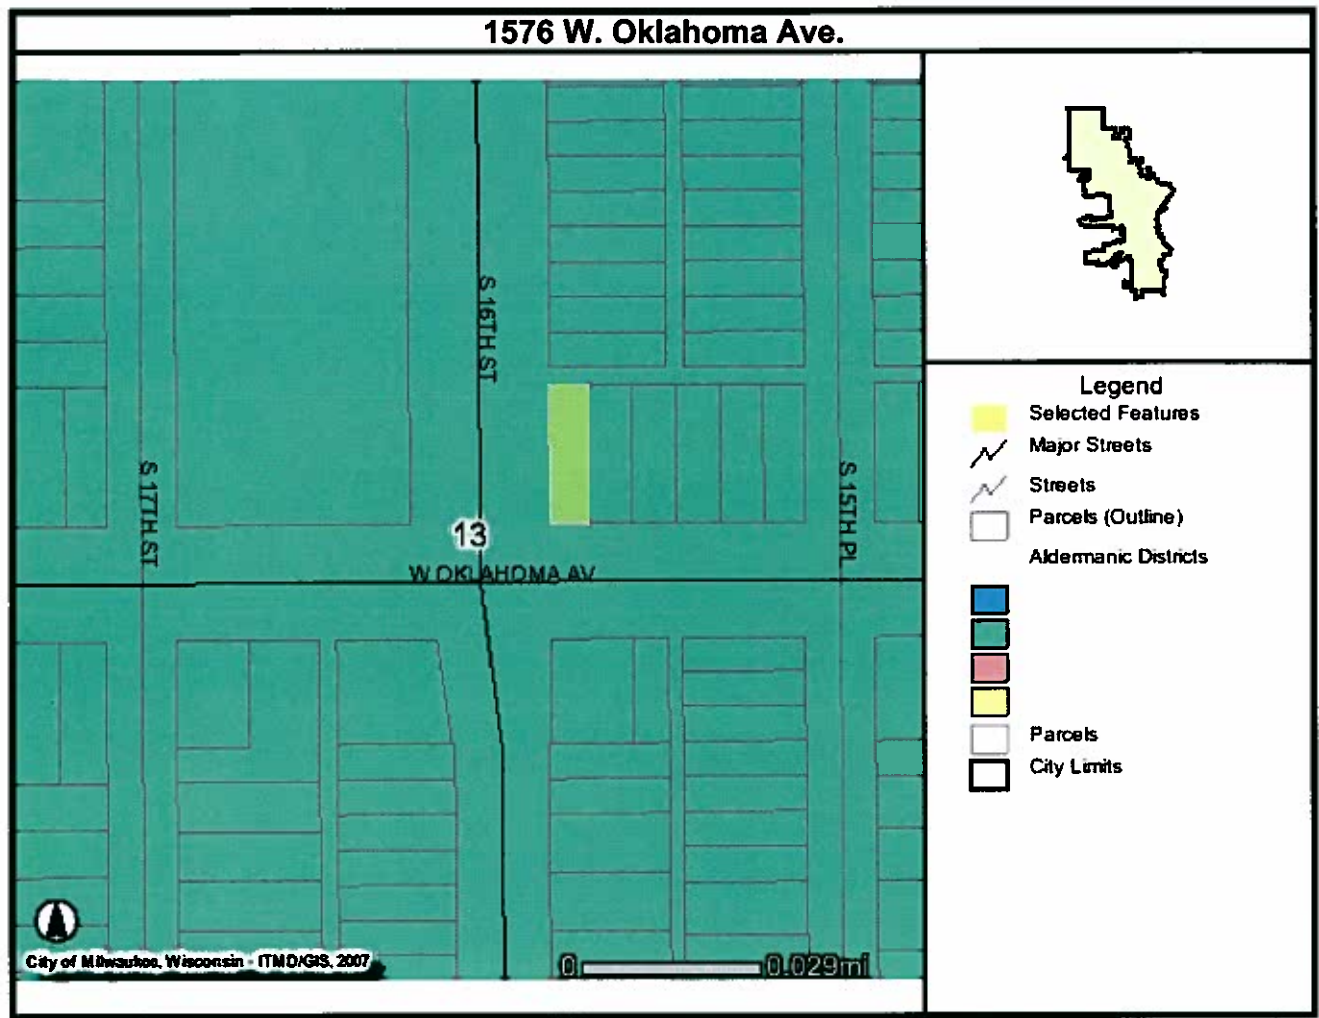 1576 W. Oklahoma Ave.
S 16TH ST
S 17TH ST
S 15TH PL
13
W OKLAHOMA AV
City of Milwaukee, Wisconsin - ITMD/GIS, 2007
0 0.029mi
Legend
Selected Features
Major Streets
Streets
Parcels (Outline)
Aldermanic Districts
Parcels
City Limits